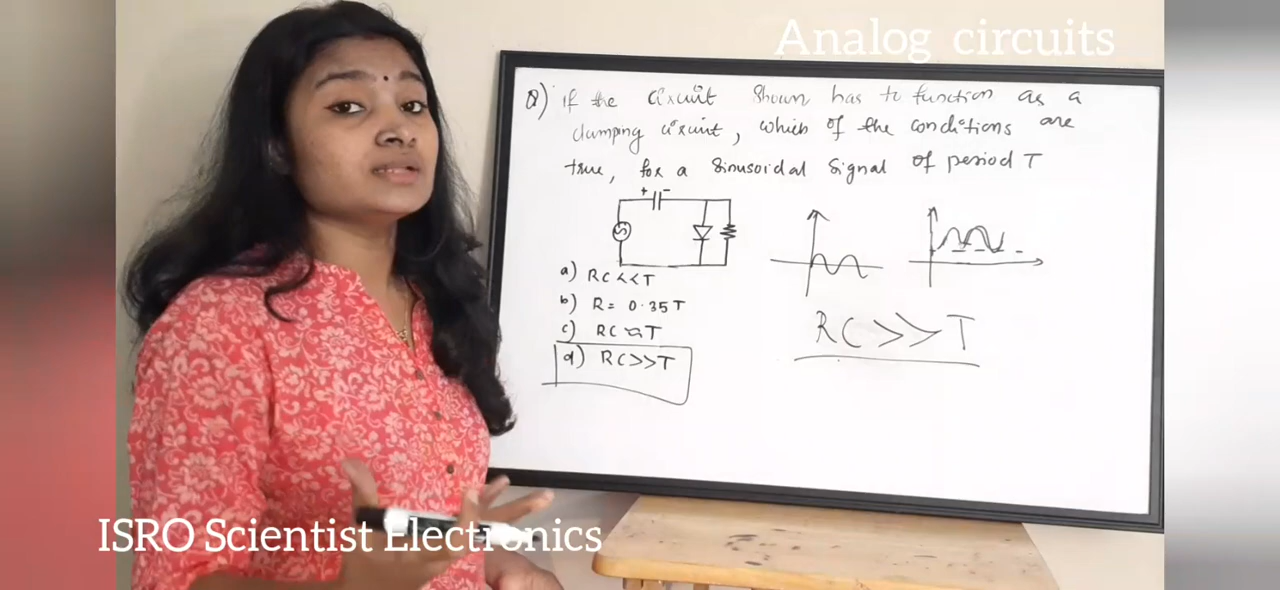 Analog circuits
Q) If the circuit shown has to function as a
clamping circuit, which of the conditions are
true, for a sinusoidal signal of period T
+ -
a) RC<<T
b) R = 0.35T
c) RC ≈ T
d) RC>>T
RC>>T
ISRO Scientist Electronics